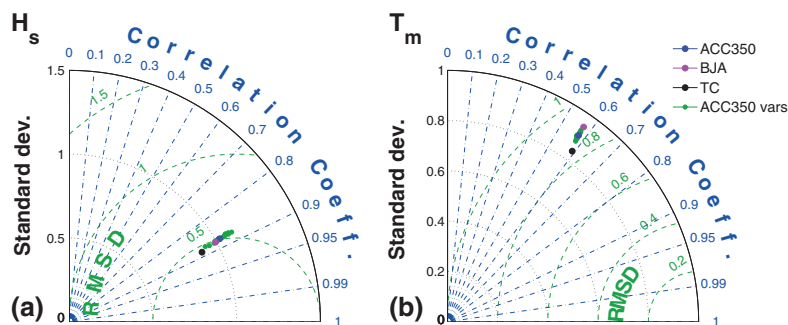 H_s
Correlation Coeff.
0 0.1 0.2 0.3 0.4 0.5 0.6 0.7 0.8 0.9 0.95 0.99 1
Standard dev.
1.5
1
0.5
0
1.5
1
0.5
RMSD
(a)
T_m
Correlation Coeff.
0 0.1 0.2 0.3 0.4 0.5 0.6 0.7 0.8 0.9 0.95 0.99 1
Standard dev.
1
0.8
0.6
0.4
0.2
0
1
0.8
0.6
0.4
0.2
RMSD
(b)
ACC350
BJA
TC
ACC350 vars